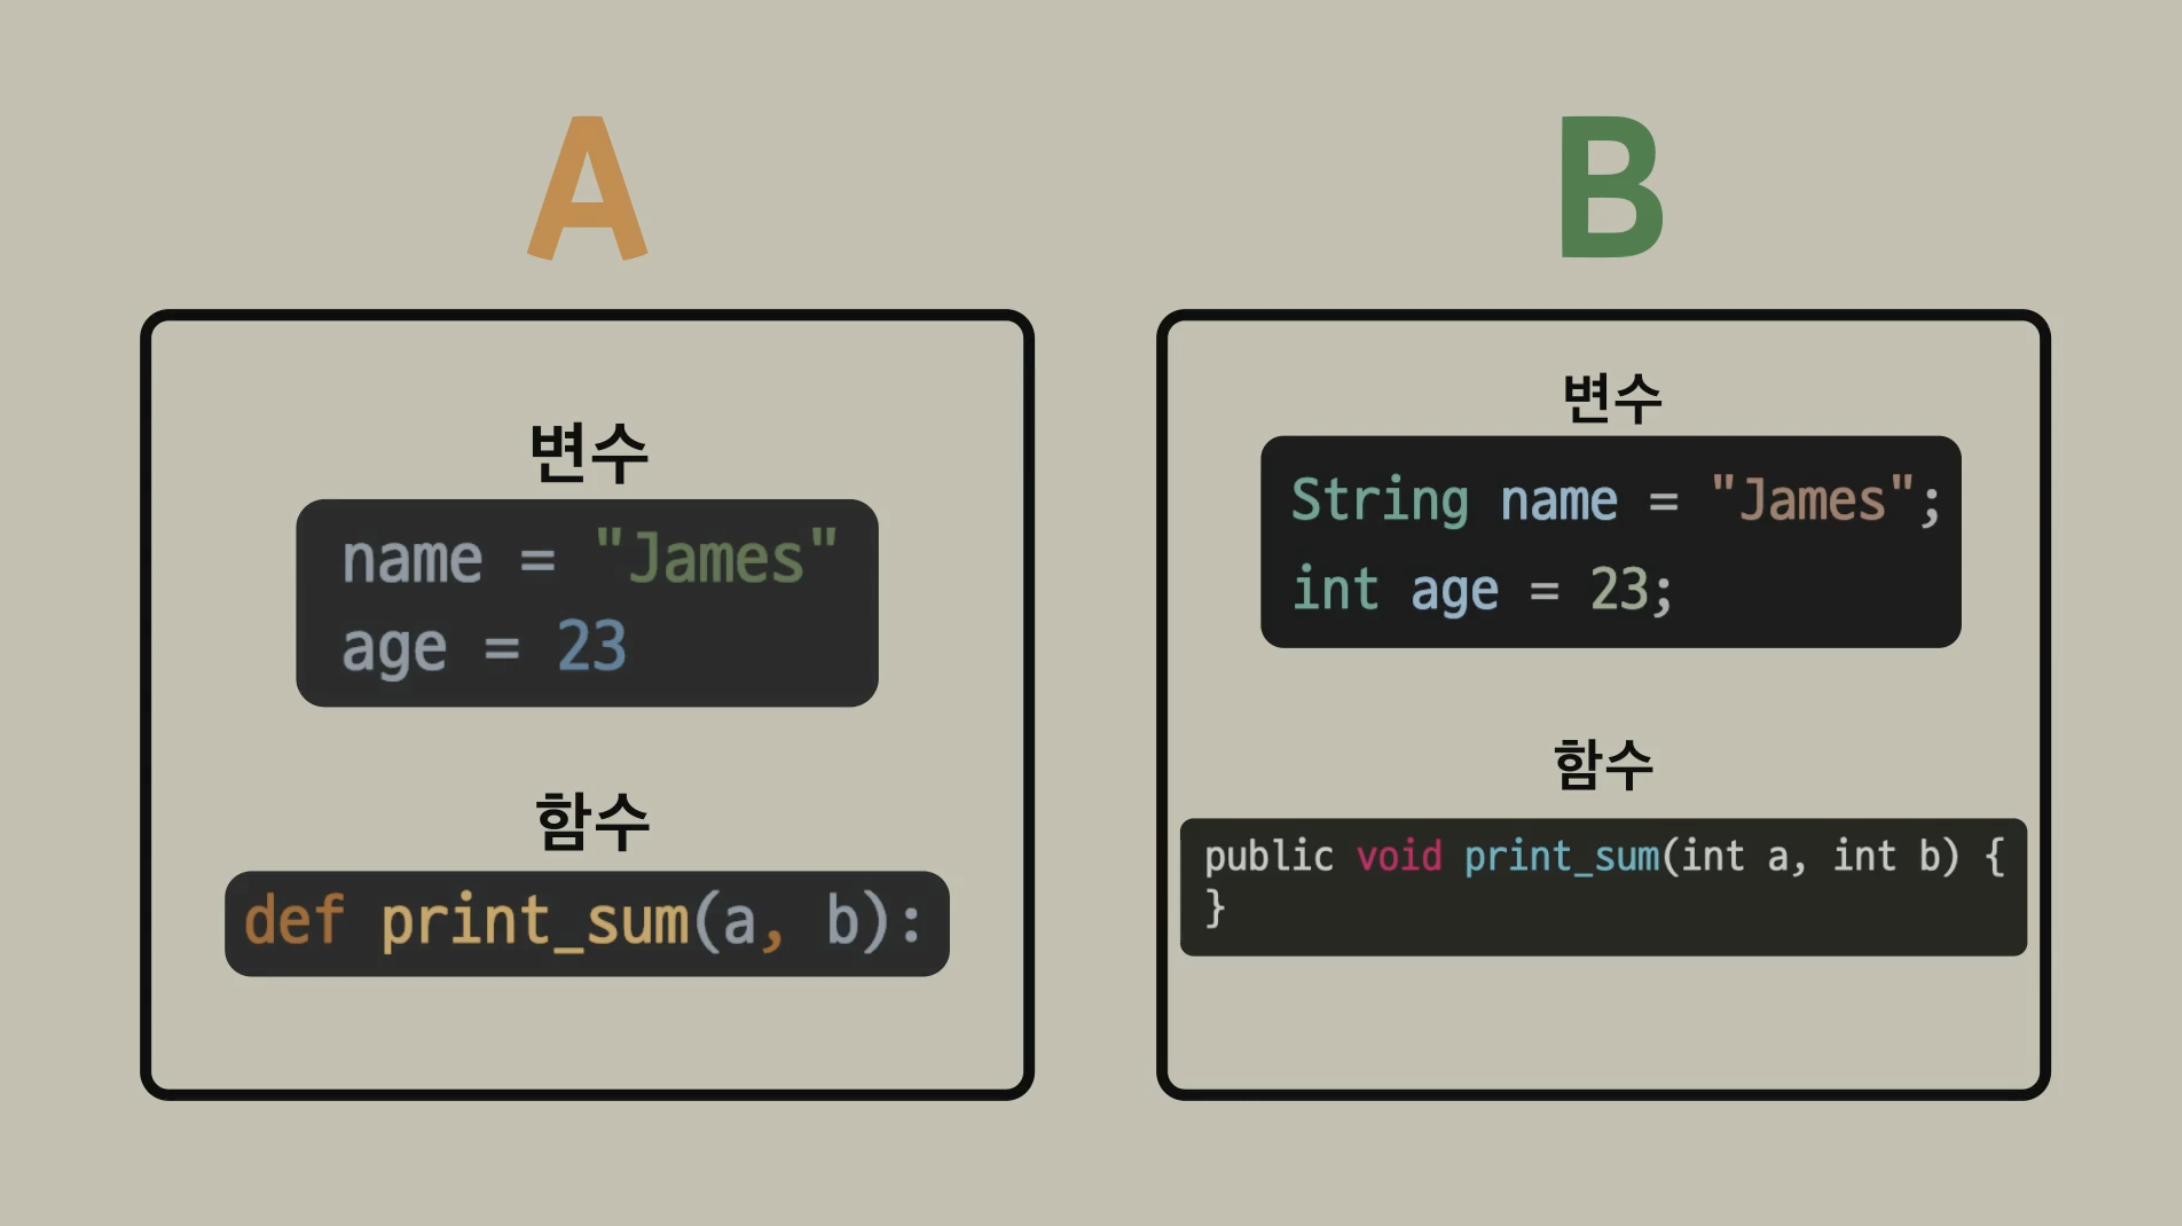 A
변수
name = "James"
age = 23
함수
def print_sum(a, b):
B
변수
String name = "James";
int age = 23;
함수
public void print_sum(int a, int b) {
}